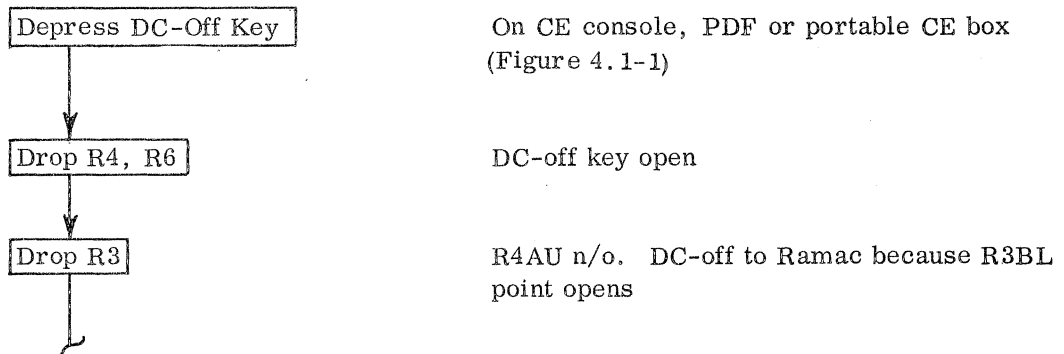 Depress DC-Off Key
On CE console, PDF or portable CE box
(Figure 4.1-1)
Drop R4, R6
DC-off key open
Drop R3
R4AU n/o. DC-off to Ramac because R3BL
point opens